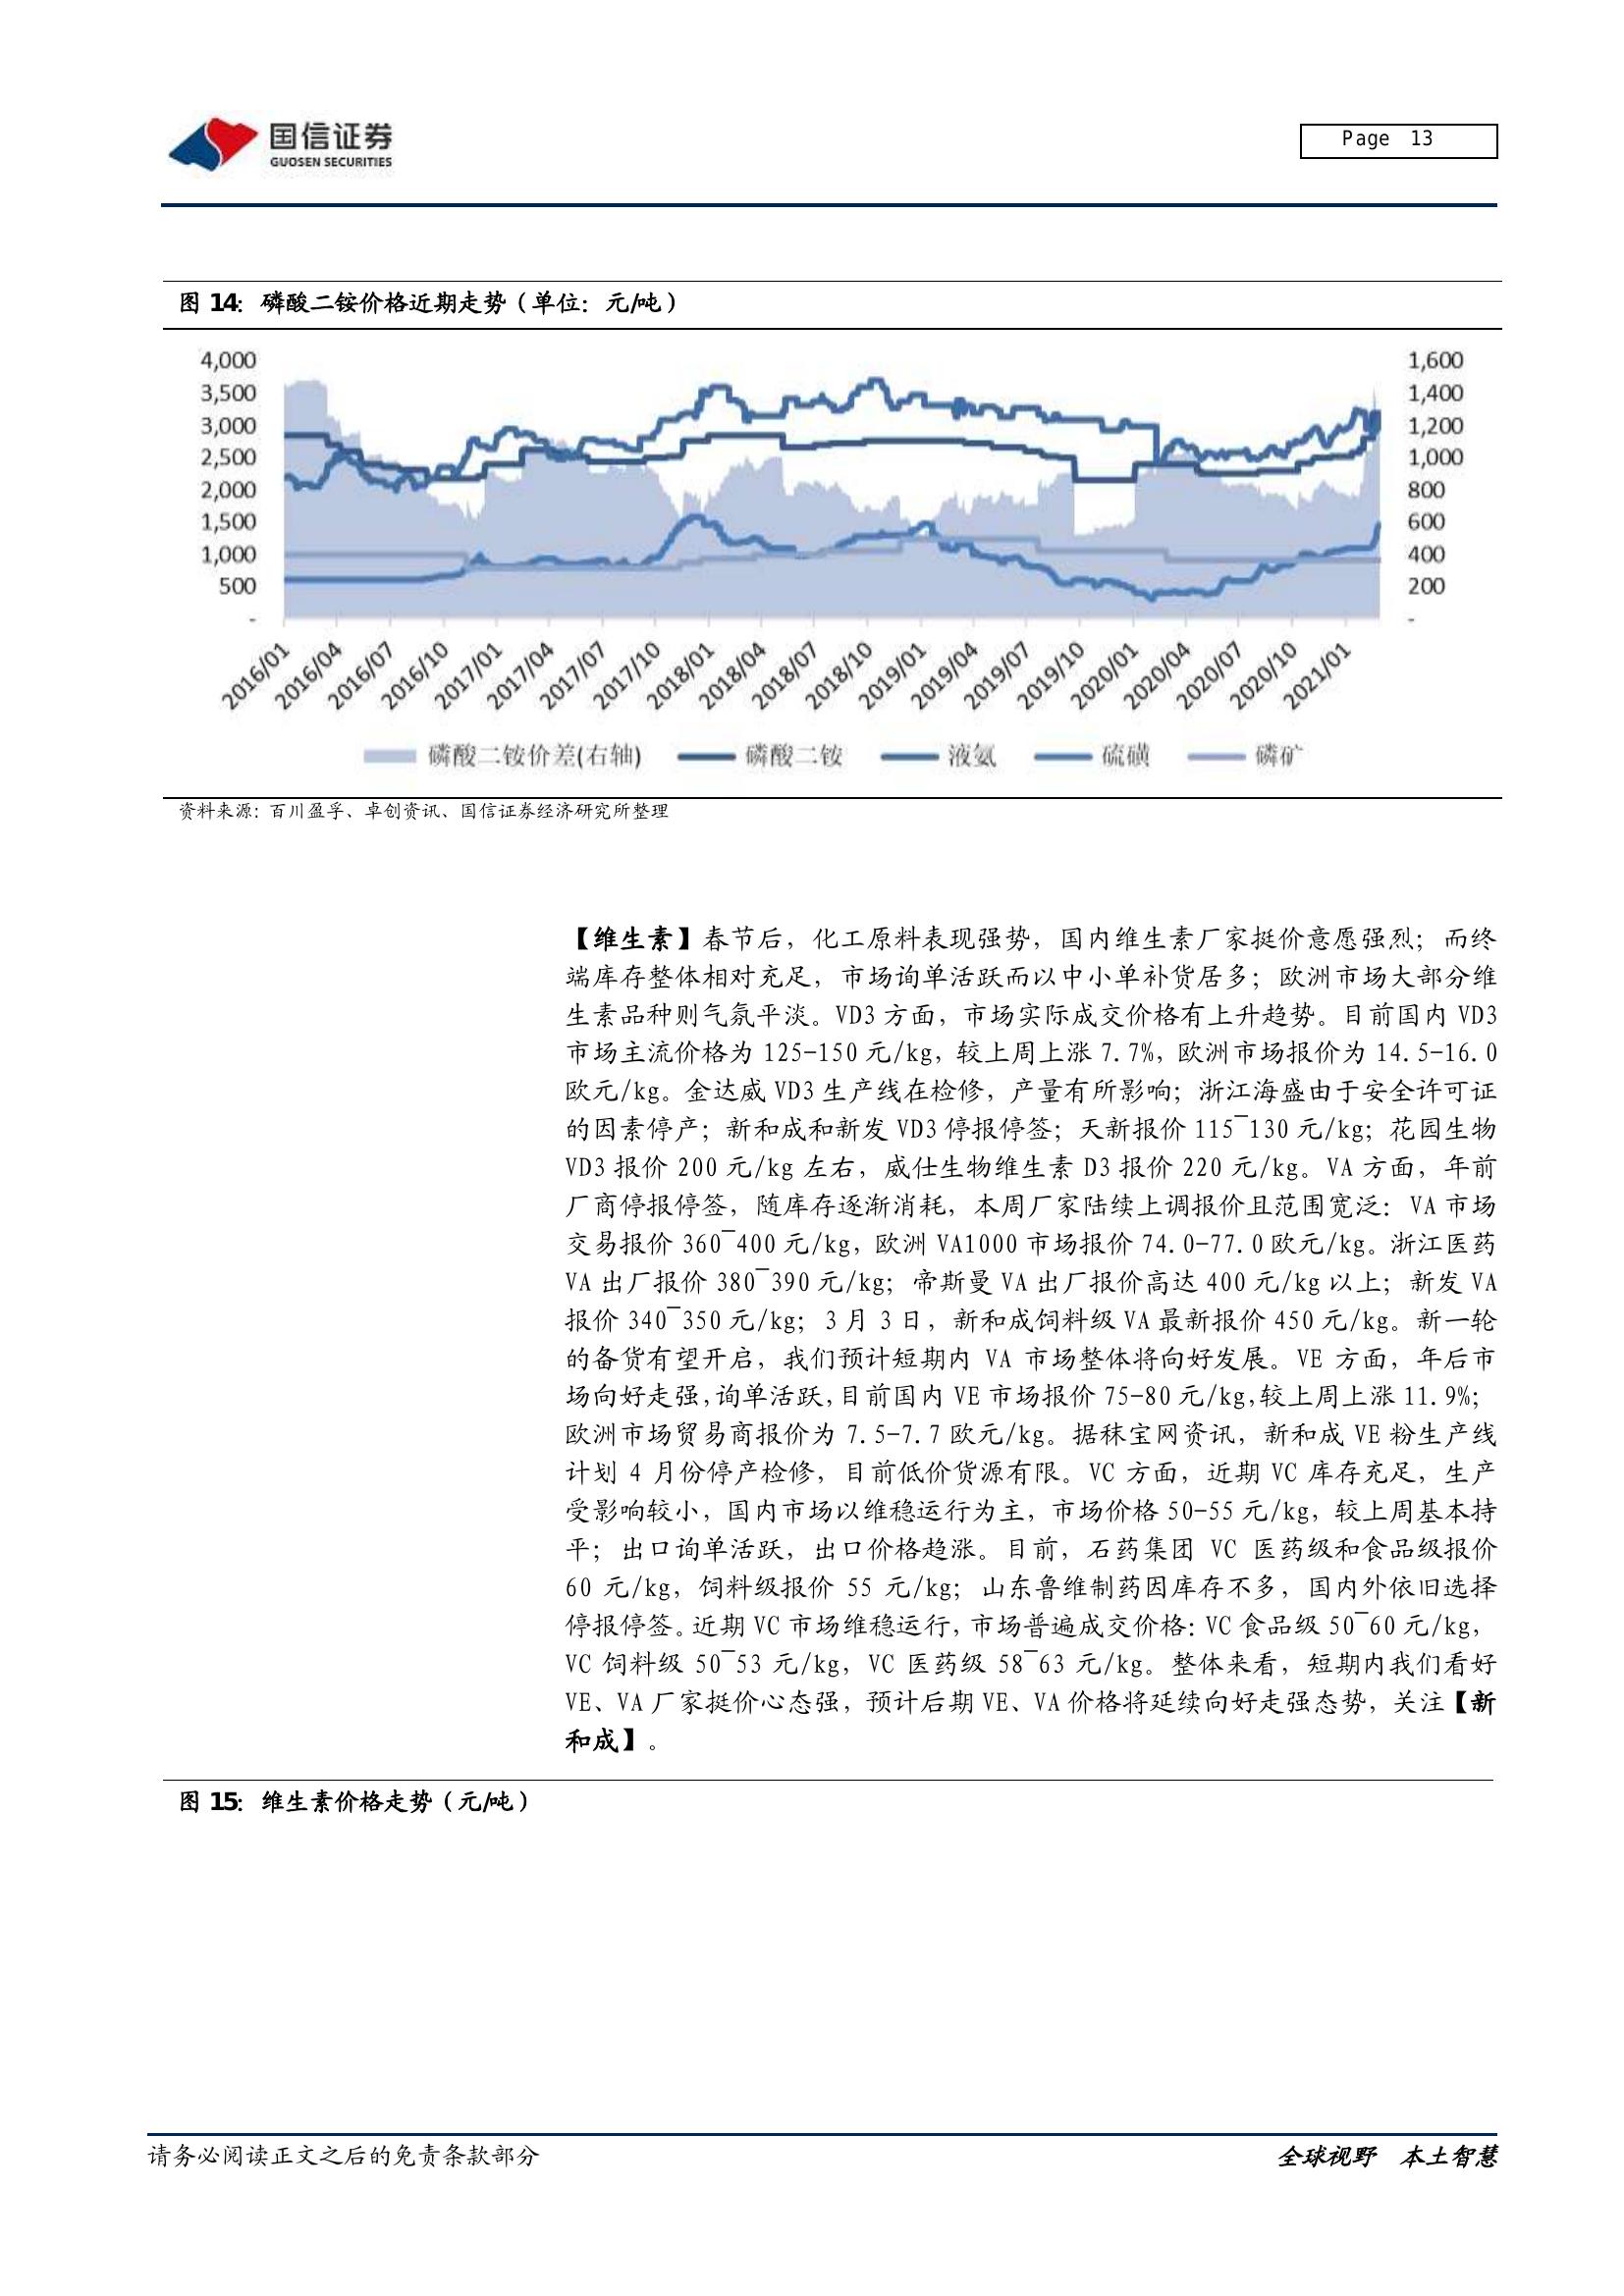 国信证券
GUOSEN SECURITIES
Page 13
图 14：磷酸二铵价格近期走势（单位：元/吨）
4,000
3,500
3,000
2,500
2,000
1,500
1,000
500
-
1,600
1,400
1,200
1,000
800
600
400
200
-
2016/01 2016/04 2016/07 2016/10 2017/01 2017/04 2017/07 2017/10 2018/01 2018/04 2018/07 2018/10 2019/01 2019/04 2019/07 2019/10 2020/01 2020/04 2020/07 2020/10 2021/01
磷酸二铵价差(右轴) 磷酸二铵 液氨 硫磺 磷矿
资料来源：百川盈孚、卓创资讯、国信证券经济研究所整理
【维生素】春节后，化工原料表现强势，国内维生素厂家挺价意愿强烈；而终
端库存整体相对充足，市场询单活跃而以中小单补货居多；欧洲市场大部分维
生素品种则气氛平淡。VD3 方面，市场实际成交价格有上升趋势。目前国内 VD3
市场主流价格为 125-150 元/kg，较上周上涨 7.7%，欧洲市场报价为 14.5-16.0
欧元/kg。金达威 VD3 生产线在检修，产量有所影响；浙江海盛由于安全许可证
的因素停产；新和成和新发 VD3 停报停签；天新报价 115~130 元/kg；花园生物
VD3 报价 200 元/kg 左右，威仕生物维生素 D3 报价 220 元/kg。VA 方面，年前
厂商停报停签，随库存逐渐消耗，本周厂家陆续上调报价且范围宽泛：VA 市场
交易报价 360~400 元/kg，欧洲 VA1000 市场报价 74.0-77.0 欧元/kg。浙江医药
VA 出厂报价 380~390 元/kg；帝斯曼 VA 出厂报价高达 400 元/kg 以上；新发 VA
报价 340~350 元/kg；3 月 3 日，新和成饲料级 VA 最新报价 450 元/kg。新一轮
的备货有望开启，我们预计短期内 VA 市场整体将向好发展。VE 方面，年后市
场向好走强，询单活跃，目前国内 VE 市场报价 75-80 元/kg，较上周上涨 11.9%；
欧洲市场贸易商报价为 7.5-7.7 欧元/kg。据秣宝网资讯，新和成 VE 粉生产线
计划 4 月份停产检修，目前低价货源有限。VC 方面，近期 VC 库存充足，生产
受影响较小，国内市场以维稳运行为主，市场价格 50-55 元/kg，较上周基本持
平；出口询单活跃，出口价格趋涨。目前，石药集团 VC 医药级和食品级报价
60 元/kg，饲料级报价 55 元/kg；山东鲁维制药因库存不多，国内外依旧选择
停报停签。近期 VC 市场维稳运行，市场普遍成交价格：VC 食品级 50~60 元/kg，
VC 饲料级 50~53 元/kg，VC 医药级 58~63 元/kg。整体来看，短期内我们看好
VE、VA 厂家挺价心态强，预计后期 VE、VA 价格将延续向好走强态势，关注【新
和成】。
图 15：维生素价格走势（元/吨）
请务必阅读正文之后的免责条款部分
全球视野 本土智慧